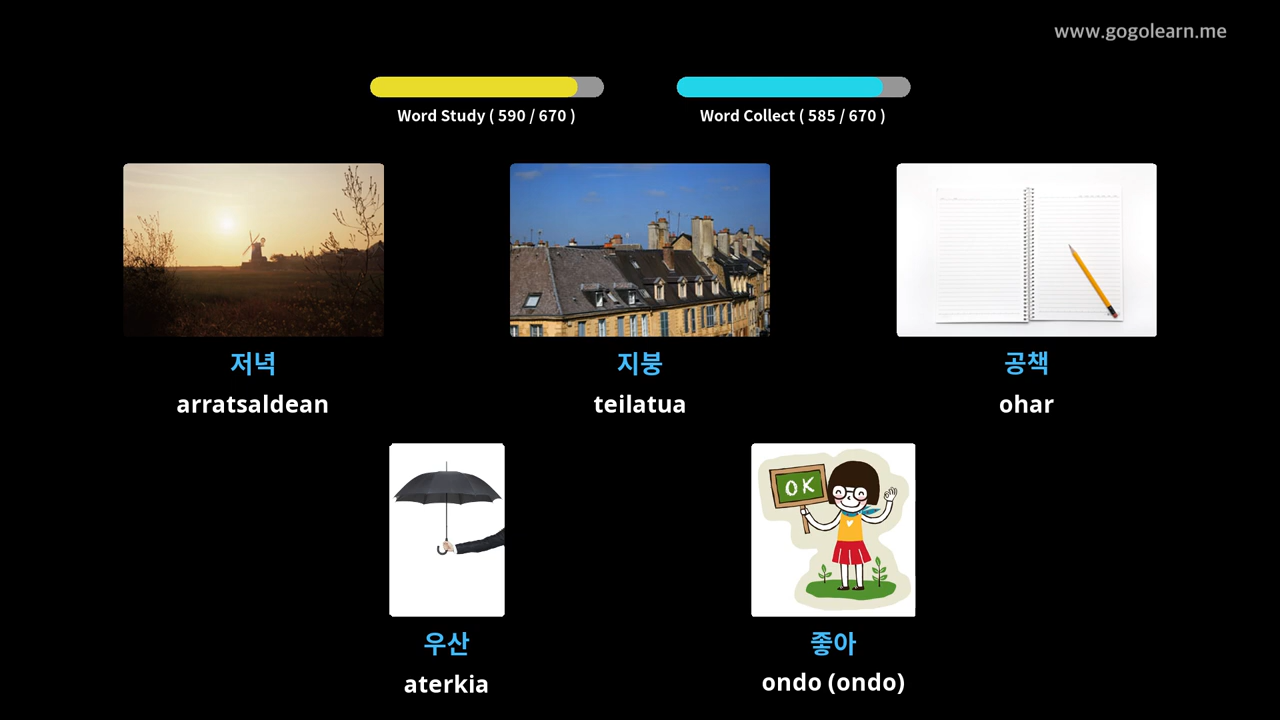 www.gogolearn.me
Word Study ( 590 / 670 )
Word Collect ( 585 / 670 )
저녁
arratsaldean
지붕
teilatua
공책
ohar
우산
aterkia
OK
좋아
ondo (ondo)